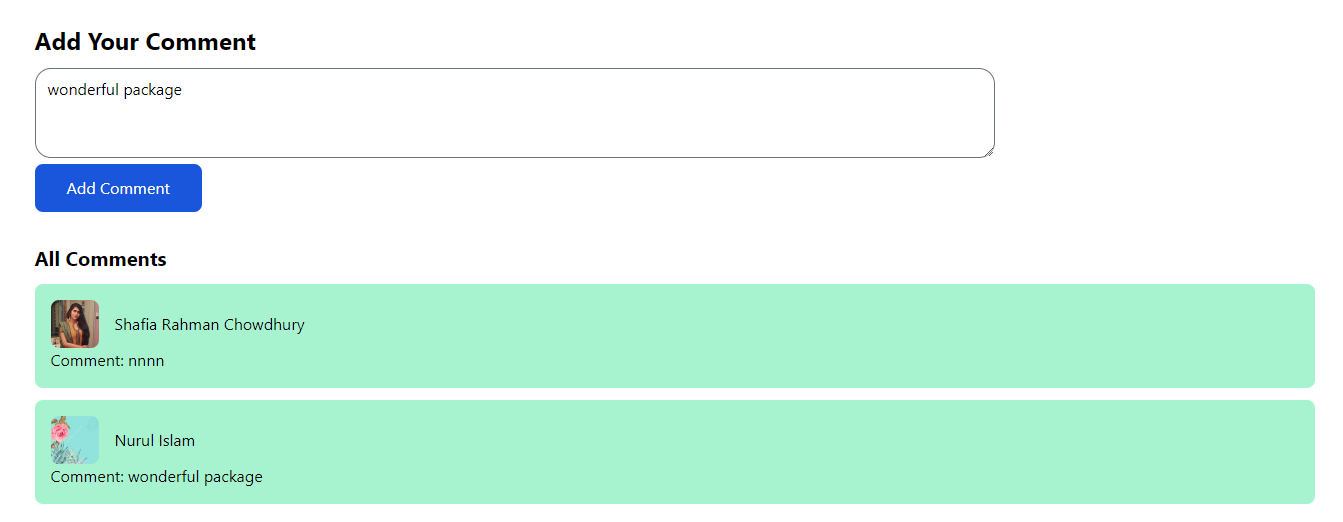 Add Your Comment
wonderful package
Add Comment
All Comments
Shafia Rahman Chowdhury
Comment: nnnn
Nurul Islam
Comment: wonderful package